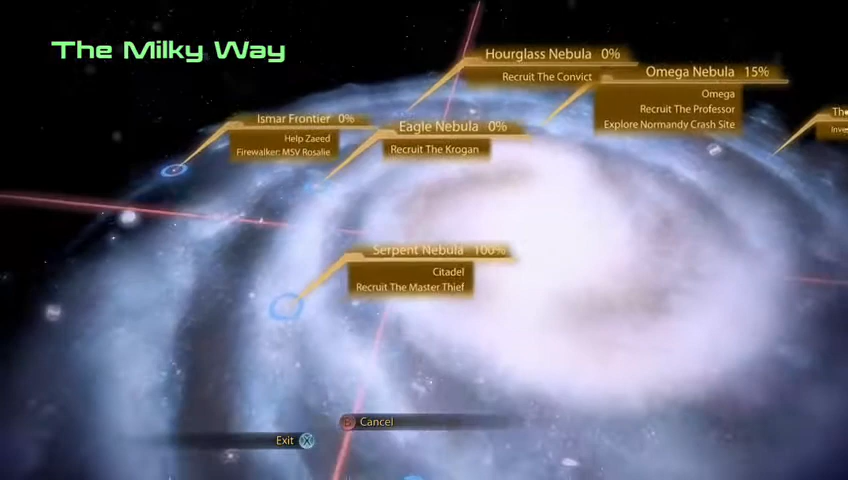 The Milky Way
Hourglass Nebula 0%
Recruit The Convict
Omega Nebula 15%
Omega
Recruit The Professor
Explore Normandy Crash Site
Ismar Frontier 0%
Help Zaeed
Firewalker: MSV Rosalie
Eagle Nebula 0%
Recruit The Krogan
Serpent Nebula 100%
Citadel
Recruit The Master Thief
B Cancel
Exit X